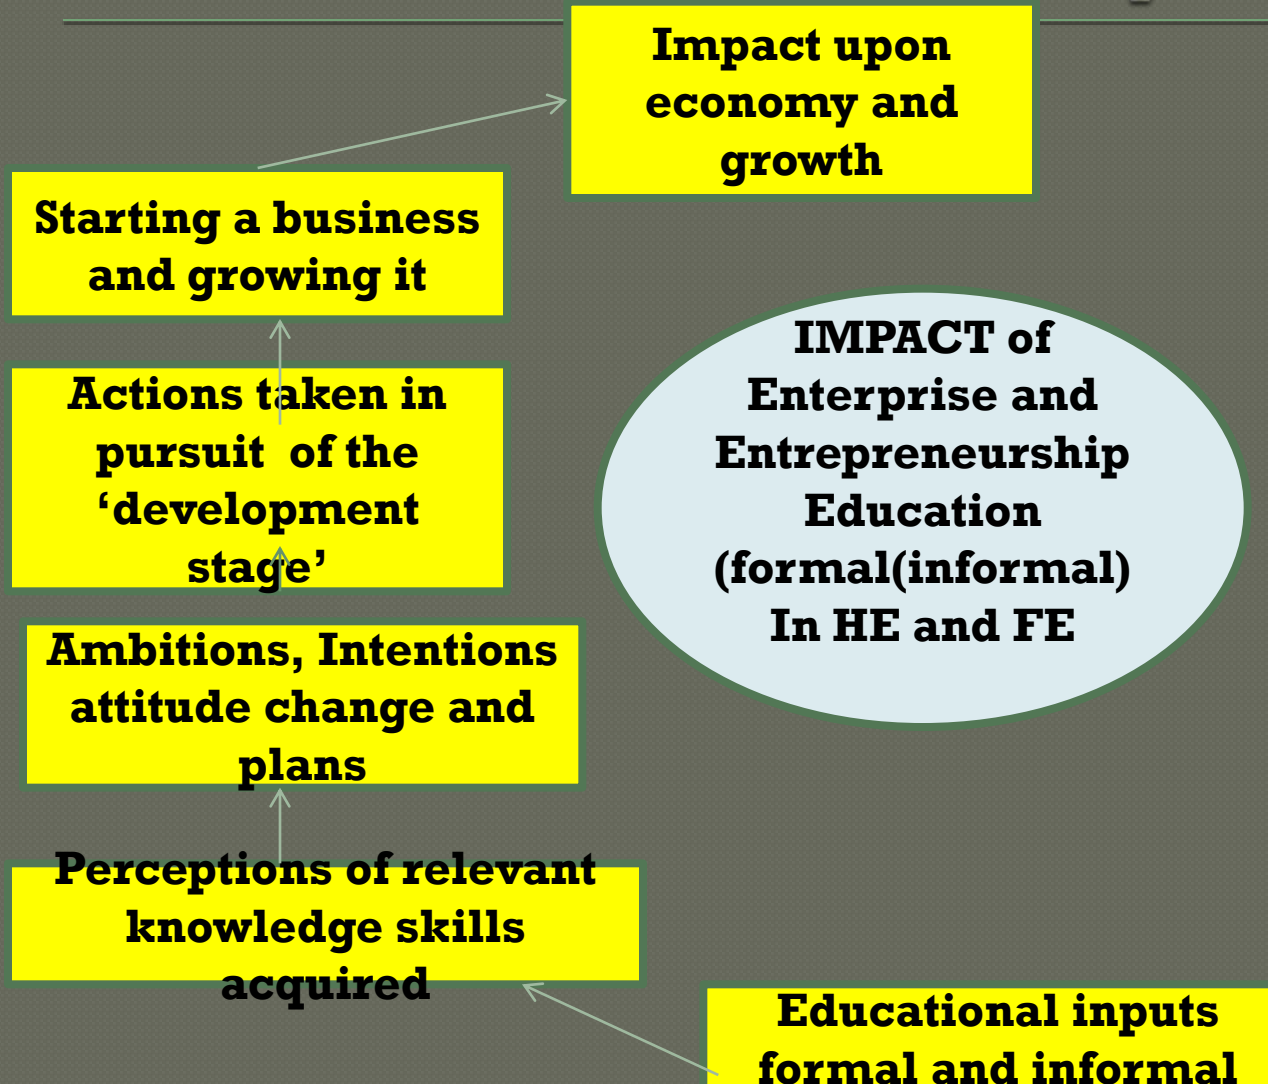 Impact upon
economy and
growth
Starting a business
and growing it
IMPACT of
Enterprise and
Entrepreneurship
Education
(formal(informal)
In HE and FE
Actions taken in
pursuit  of the
‘development
stage’
Ambitions, Intentions
attitude change and
plans
Perceptions of relevant
knowledge skills
acquired
Educational inputs
formal and informal